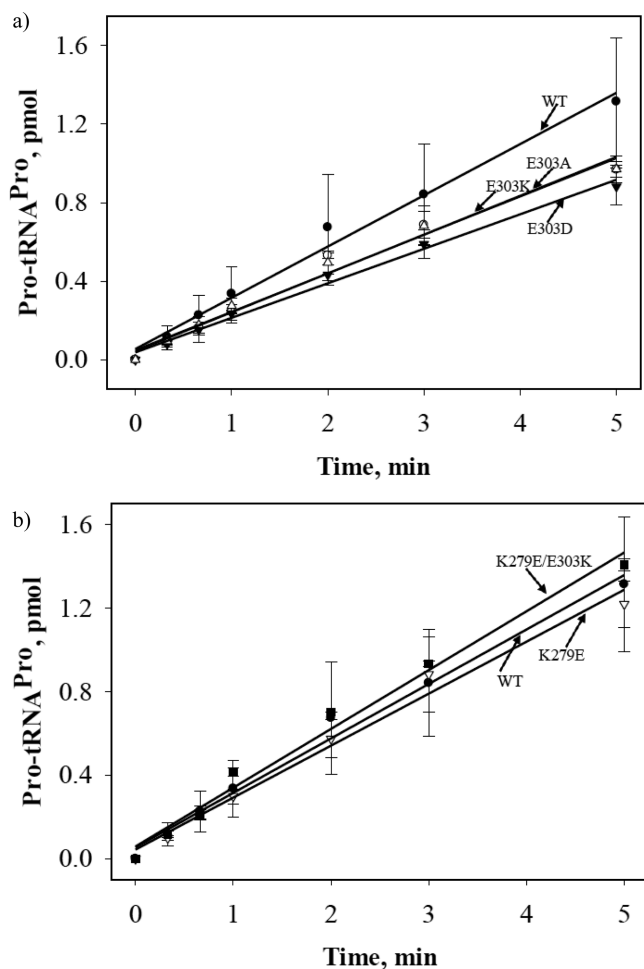 a)
1.6
1.2
0.8
0.4
0.0
Pro-tRNAPro, pmol
WT
E303A
E303K
E303D
0 1 2 3 4 5
Time, min
b)
1.6
1.2
0.8
0.4
0.0
Pro-tRNAPro, pmol
K279E/E303K
K279E
WT
0 1 2 3 4 5
Time, min